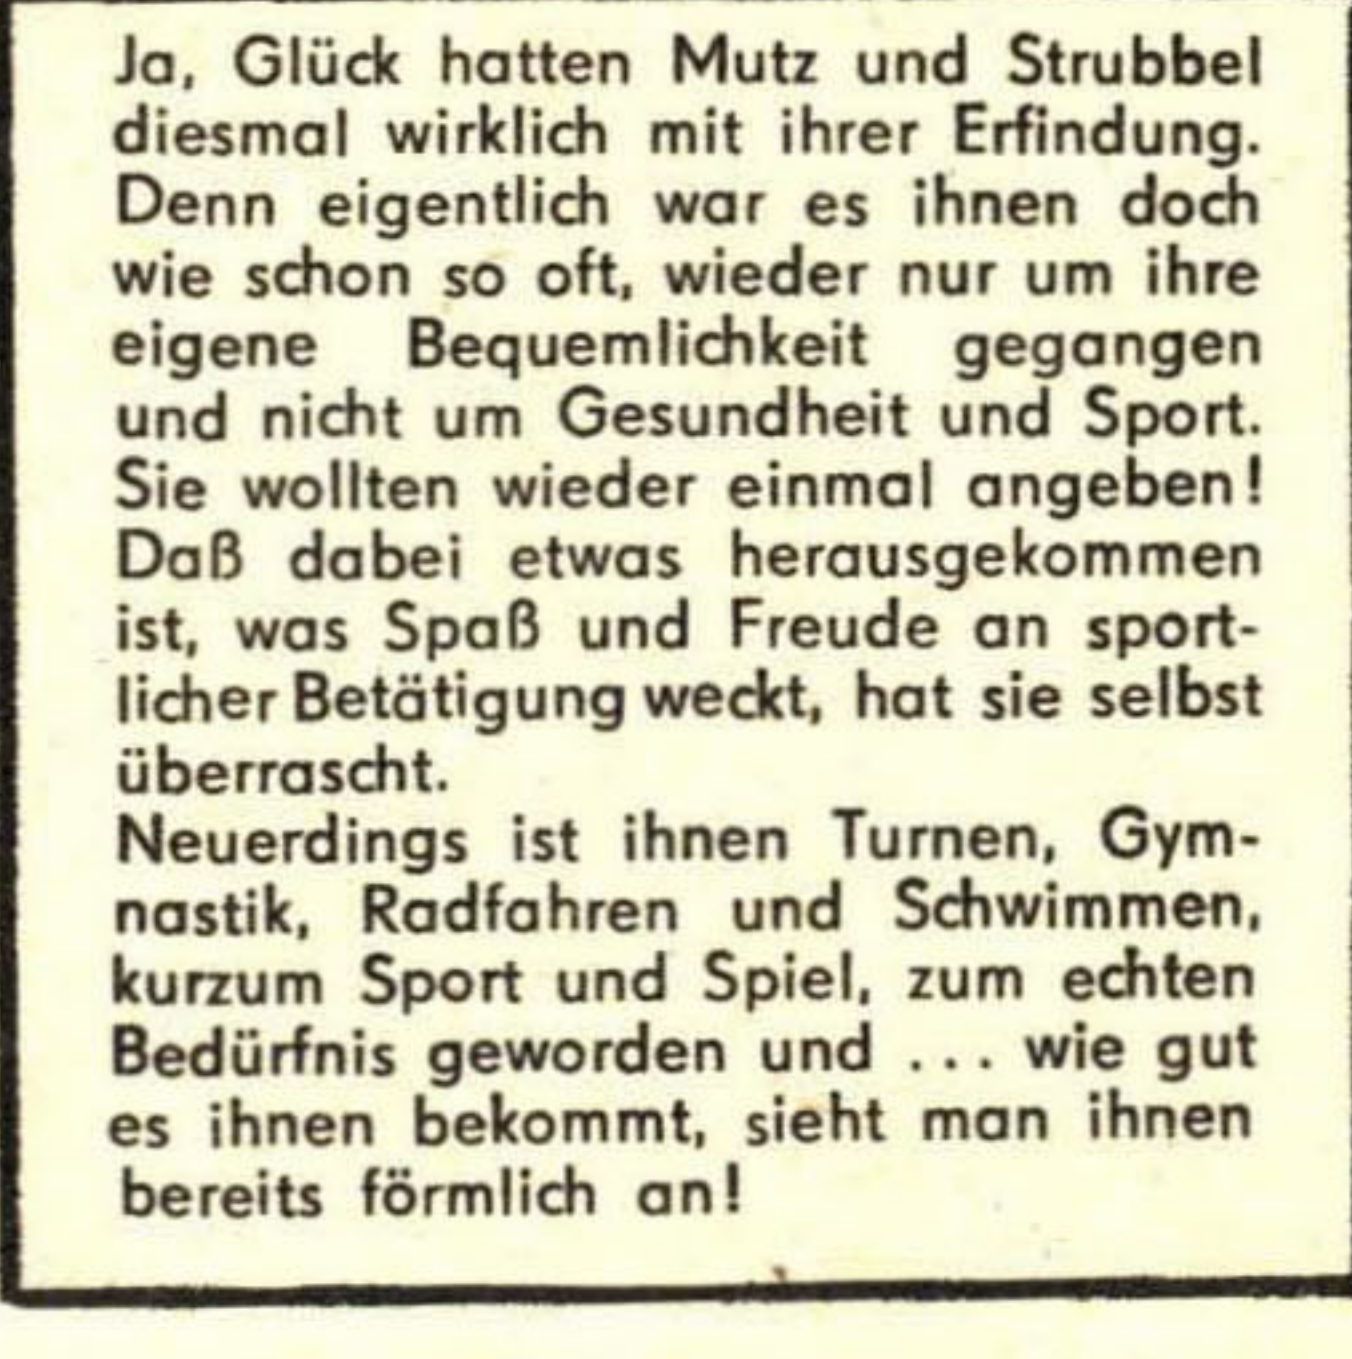 Ja, Glück hatten Mutz und Strubbel
diesmal wirklich mit ihrer Erfindung.
Denn eigentlich war es ihnen doch
wie schon so oft, wieder nur um ihre
eigene Bequemlichkeit gegangen
und nicht um Gesundheit und Sport.
Sie wollten wieder einmal angeben!
Daß dabei etwas herausgekommen
ist, was Spaß und Freude an sport-
licher Betätigung weckt, hat sie selbst
überrascht.
Neuerdings ist ihnen Turnen, Gym-
nastik, Radfahren und Schwimmen,
kurzum Sport und Spiel, zum echten
Bedürfnis geworden und ... wie gut
es ihnen bekommt, sieht man ihnen
bereits förmlich an!